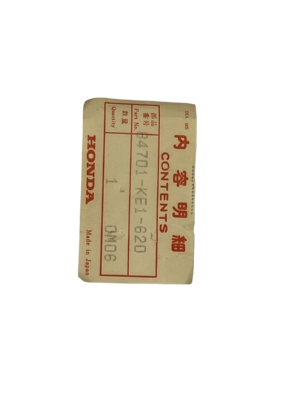 内容明細
CONTENTS
部品番号
Part No.
84701-KE1-620
数量
Quantity
1
DM06
HONDA
Made in Japan